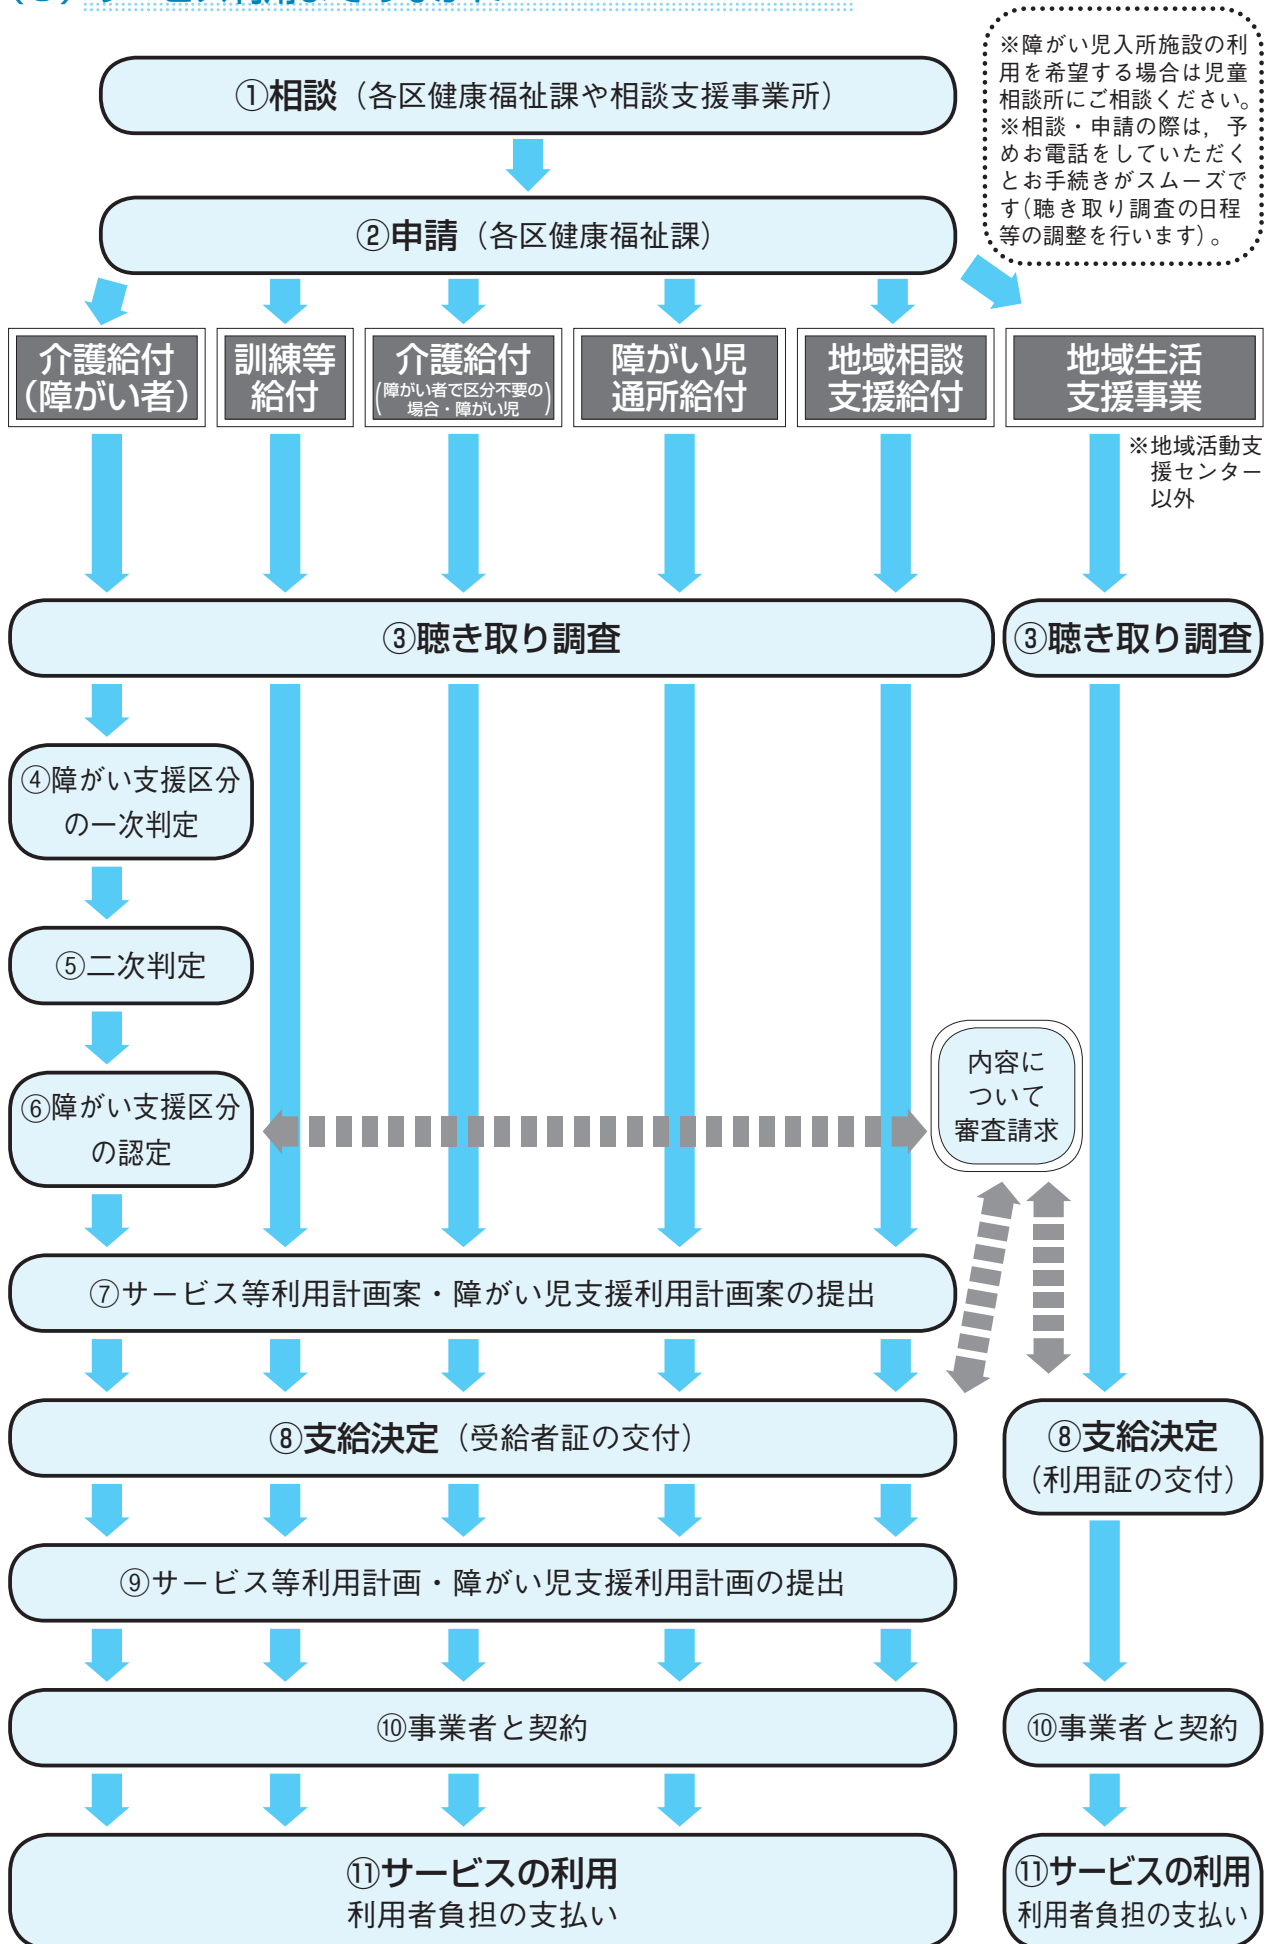 ①相談（各区健康福祉課や相談支援事業所）
※障がい児入所施設の利
用を希望する場合は児童
相談所にご相談ください。
※相談・申請の際は，予
めお電話をしていただく
とお手続きがスムーズで
す（聴き取り調査の日程
等の調整を行います）。
②申請（各区健康福祉課）
介護給付
（障がい者）
訓練等
給付
介護給付
（障がい者で区分不要の
場合・障がい児）
障がい児
通所給付
地域相談
支援給付
地域生活
支援事業
※地域活動支
援センター
以外
③聴き取り調査
③聴き取り調査
④障がい支援区分
の一次判定
⑤二次判定
⑥障がい支援区分
の認定
内容に
ついて
審査請求
⑦サービス等利用計画案・障がい児支援利用計画案の提出
⑧支給決定（受給者証の交付）
⑧支給決定
（利用証の交付）
⑨サービス等利用計画・障がい児支援利用計画の提出
⑩事業者と契約
⑩事業者と契約
⑪サービスの利用
利用者負担の支払い
⑪サービスの利用
利用者負担の支払い